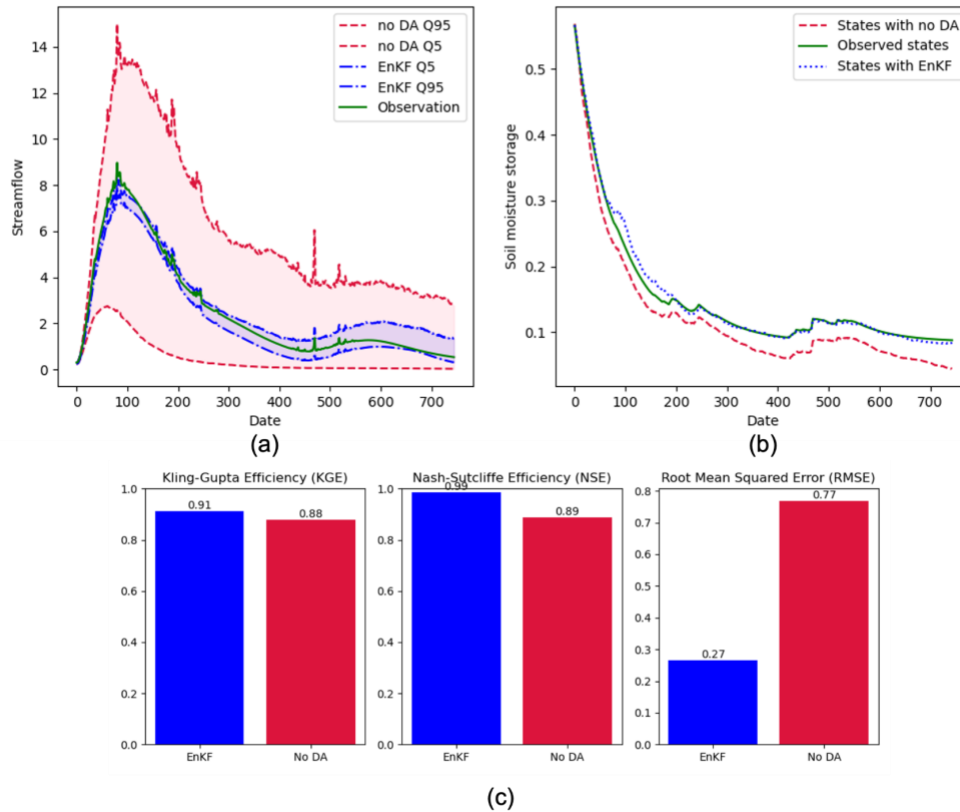 no DA Q95
no DA Q5
EnKF Q5
EnKF Q95
Observation
14
12
10
8
6
4
2
0
Streamflow
0 100 200 300 400 500 600 700
Date
(a)
States with no DA
Observed states
States with EnKF
0.5
0.4
0.3
0.2
0.1
Soil moisture storage
0 100 200 300 400 500 600 700
Date
(b)
Kling-Gupta Efficiency (KGE)
1.0
0.8
0.6
0.4
0.2
0.0
0.91
0.88
EnKF No DA
Nash-Sutcliffe Efficiency (NSE)
1.0
0.8
0.6
0.4
0.2
0.0
0.99
0.89
EnKF No DA
Root Mean Squared Error (RMSE)
0.8
0.7
0.6
0.5
0.4
0.3
0.2
0.1
0.0
0.27
0.77
EnKF No DA
(c)